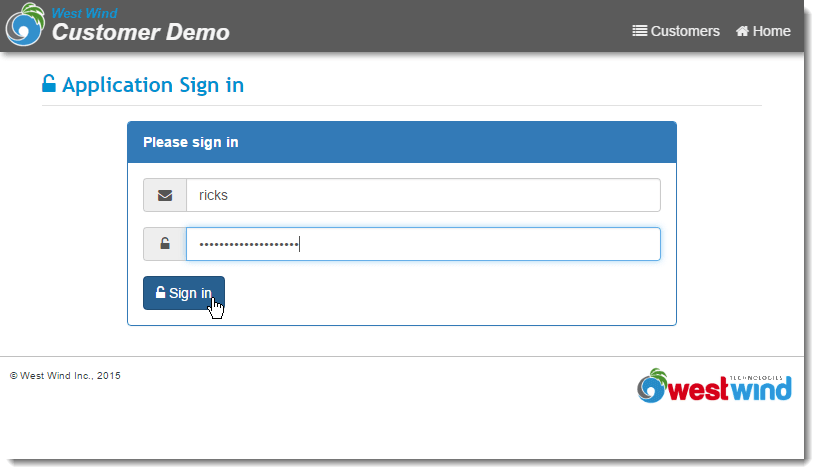 West Wind
Customer Demo
Customers
Home
Application Sign in
Please sign in
ricks
••••••••••••••••••••
Sign in
© West Wind Inc., 2015
TECHNOLOGIES
westwind